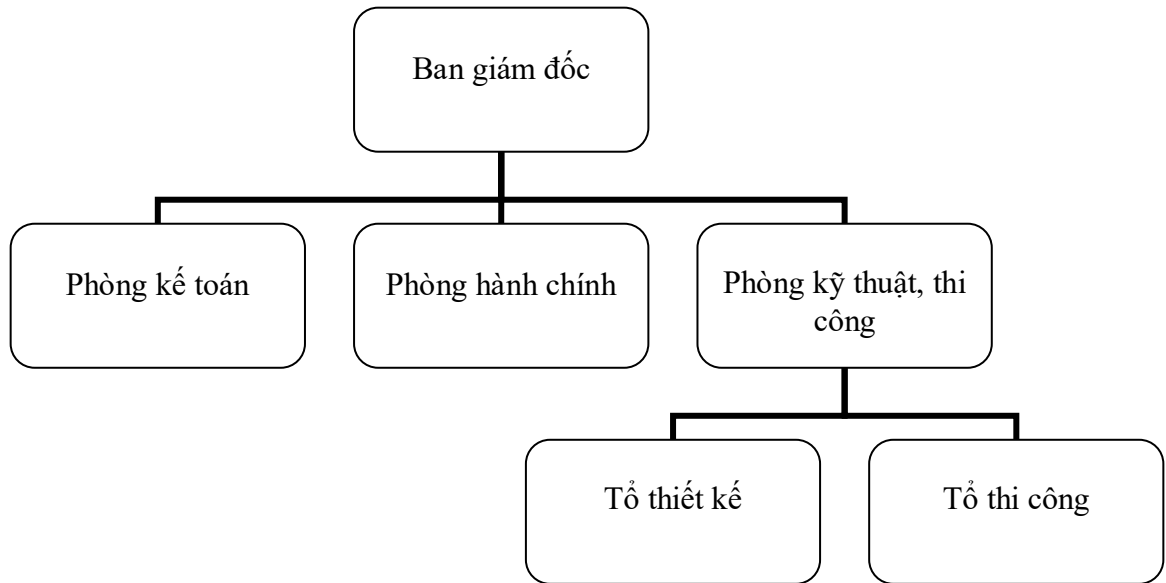 Ban giám đốc
Phòng kế toán
Phòng hành chính
Phòng kỹ thuật, thi
công
Tổ thiết kế
Tổ thi công